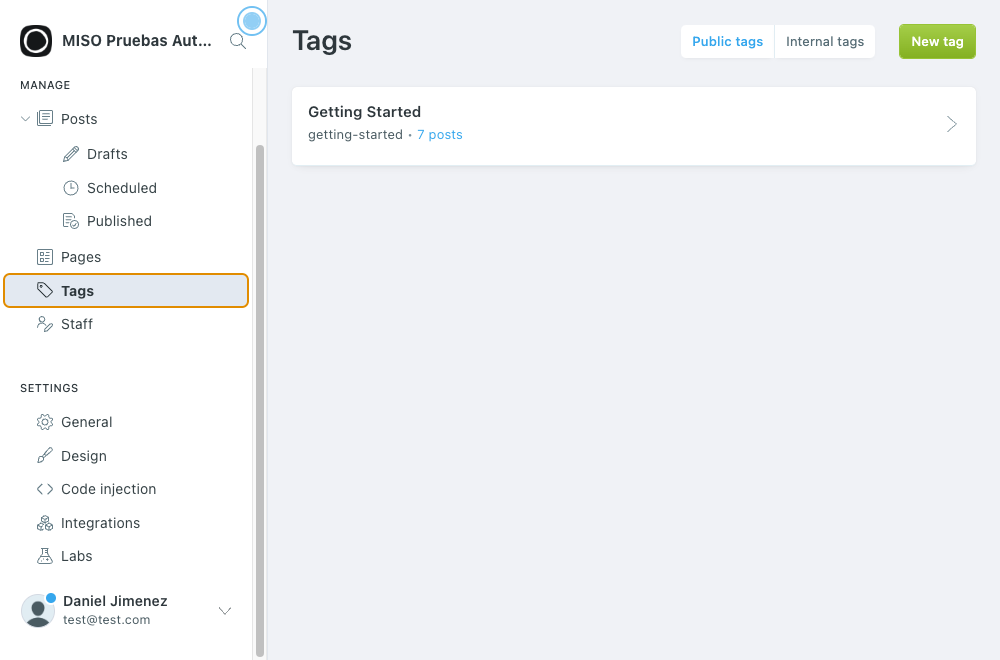 MISO Pruebas Aut...
MANAGE
Posts
Drafts
Scheduled
Published
Pages
Tags
Staff
SETTINGS
General
Design
Code injection
Integrations
Labs
Daniel Jimenez
test@test.com
Tags
Public tags
Internal tags
New tag
Getting Started
getting-started • 7 posts